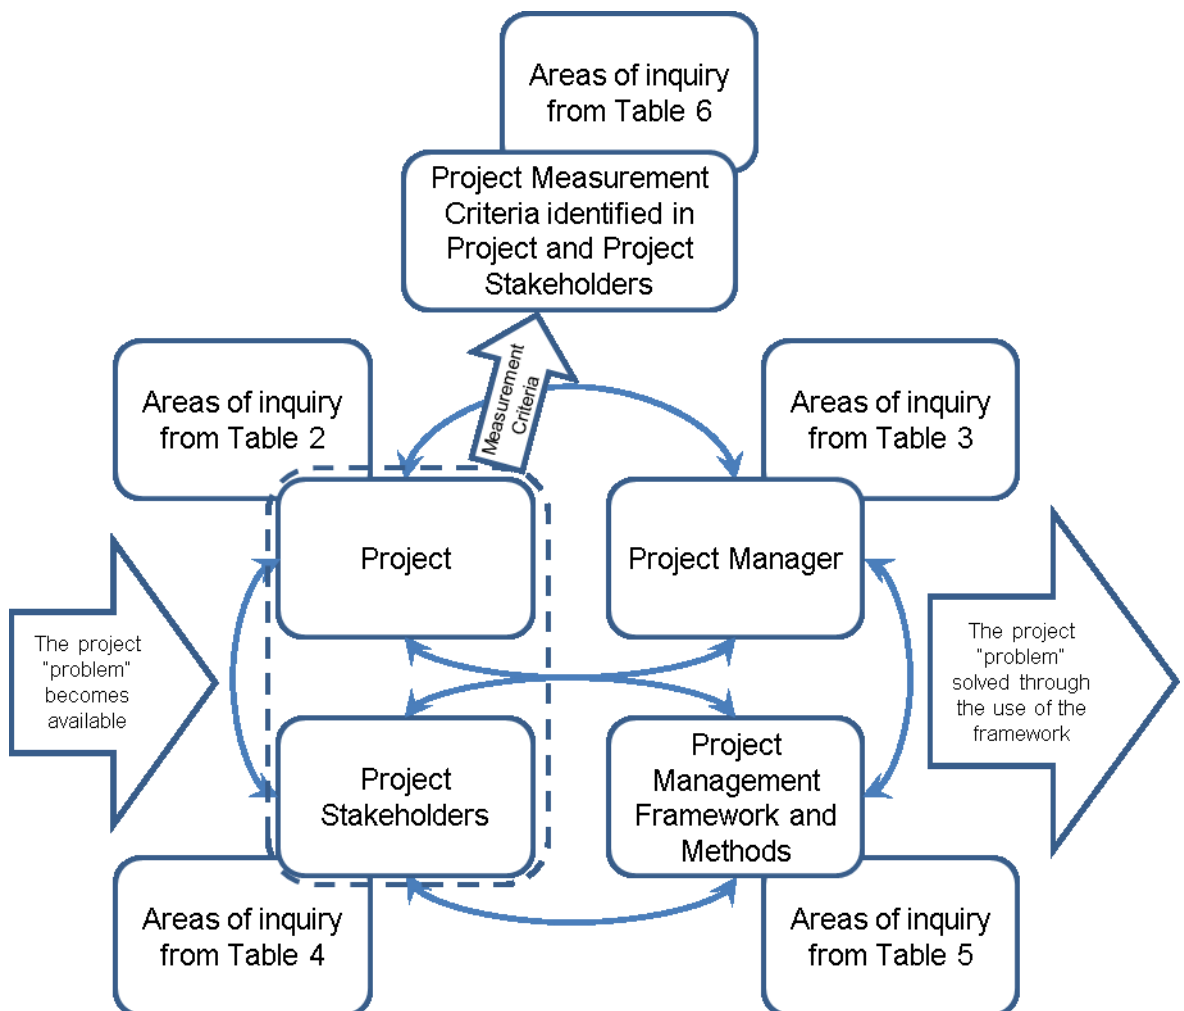 Areas of inquiry
from Table 6
Project Measurement
Criteria identified in
Project and Project
Stakeholders
Measurement
Criteria
Areas of inquiry
from Table 2
Areas of inquiry
from Table 3
Project
Project Manager
The project
"problem"
becomes
available
The project
"problem"
solved through
the use of the
framework
Project
Stakeholders
Project
Management
Framework and
Methods
Areas of inquiry
from Table 4
Areas of inquiry
from Table 5